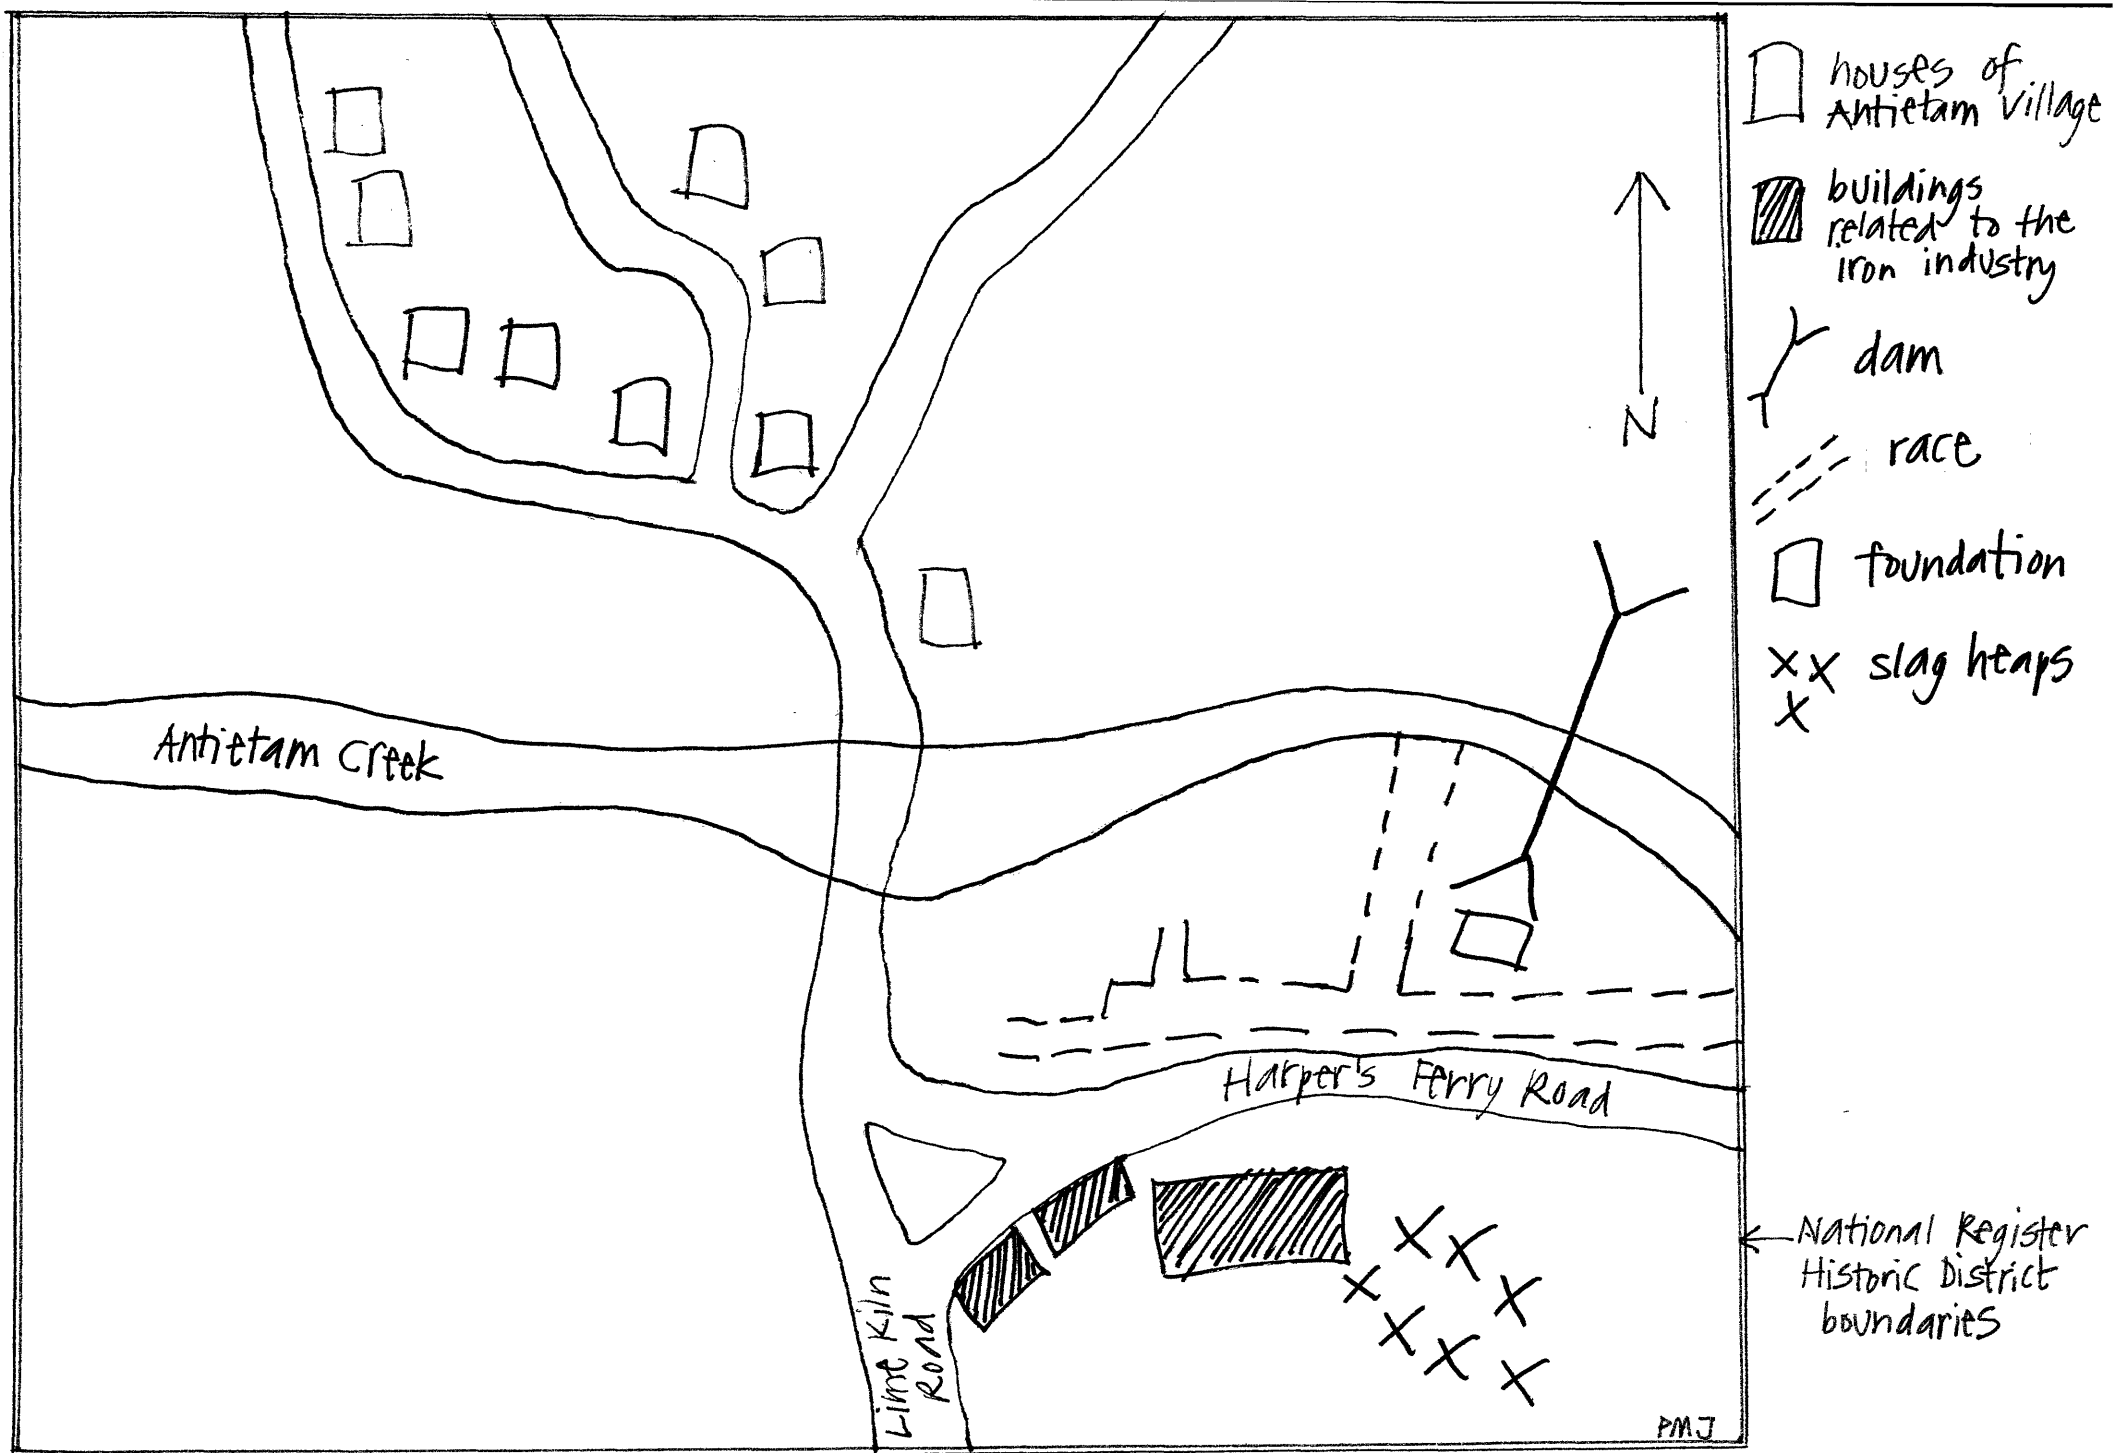 houses of
Antietam Village
buildings
related to the
iron industry
N
dam
race
foundation
slag heaps
Antietam Creek
Harper's Ferry Road
Lime Kiln
Road
National Register
Historic District
boundaries
PMJ